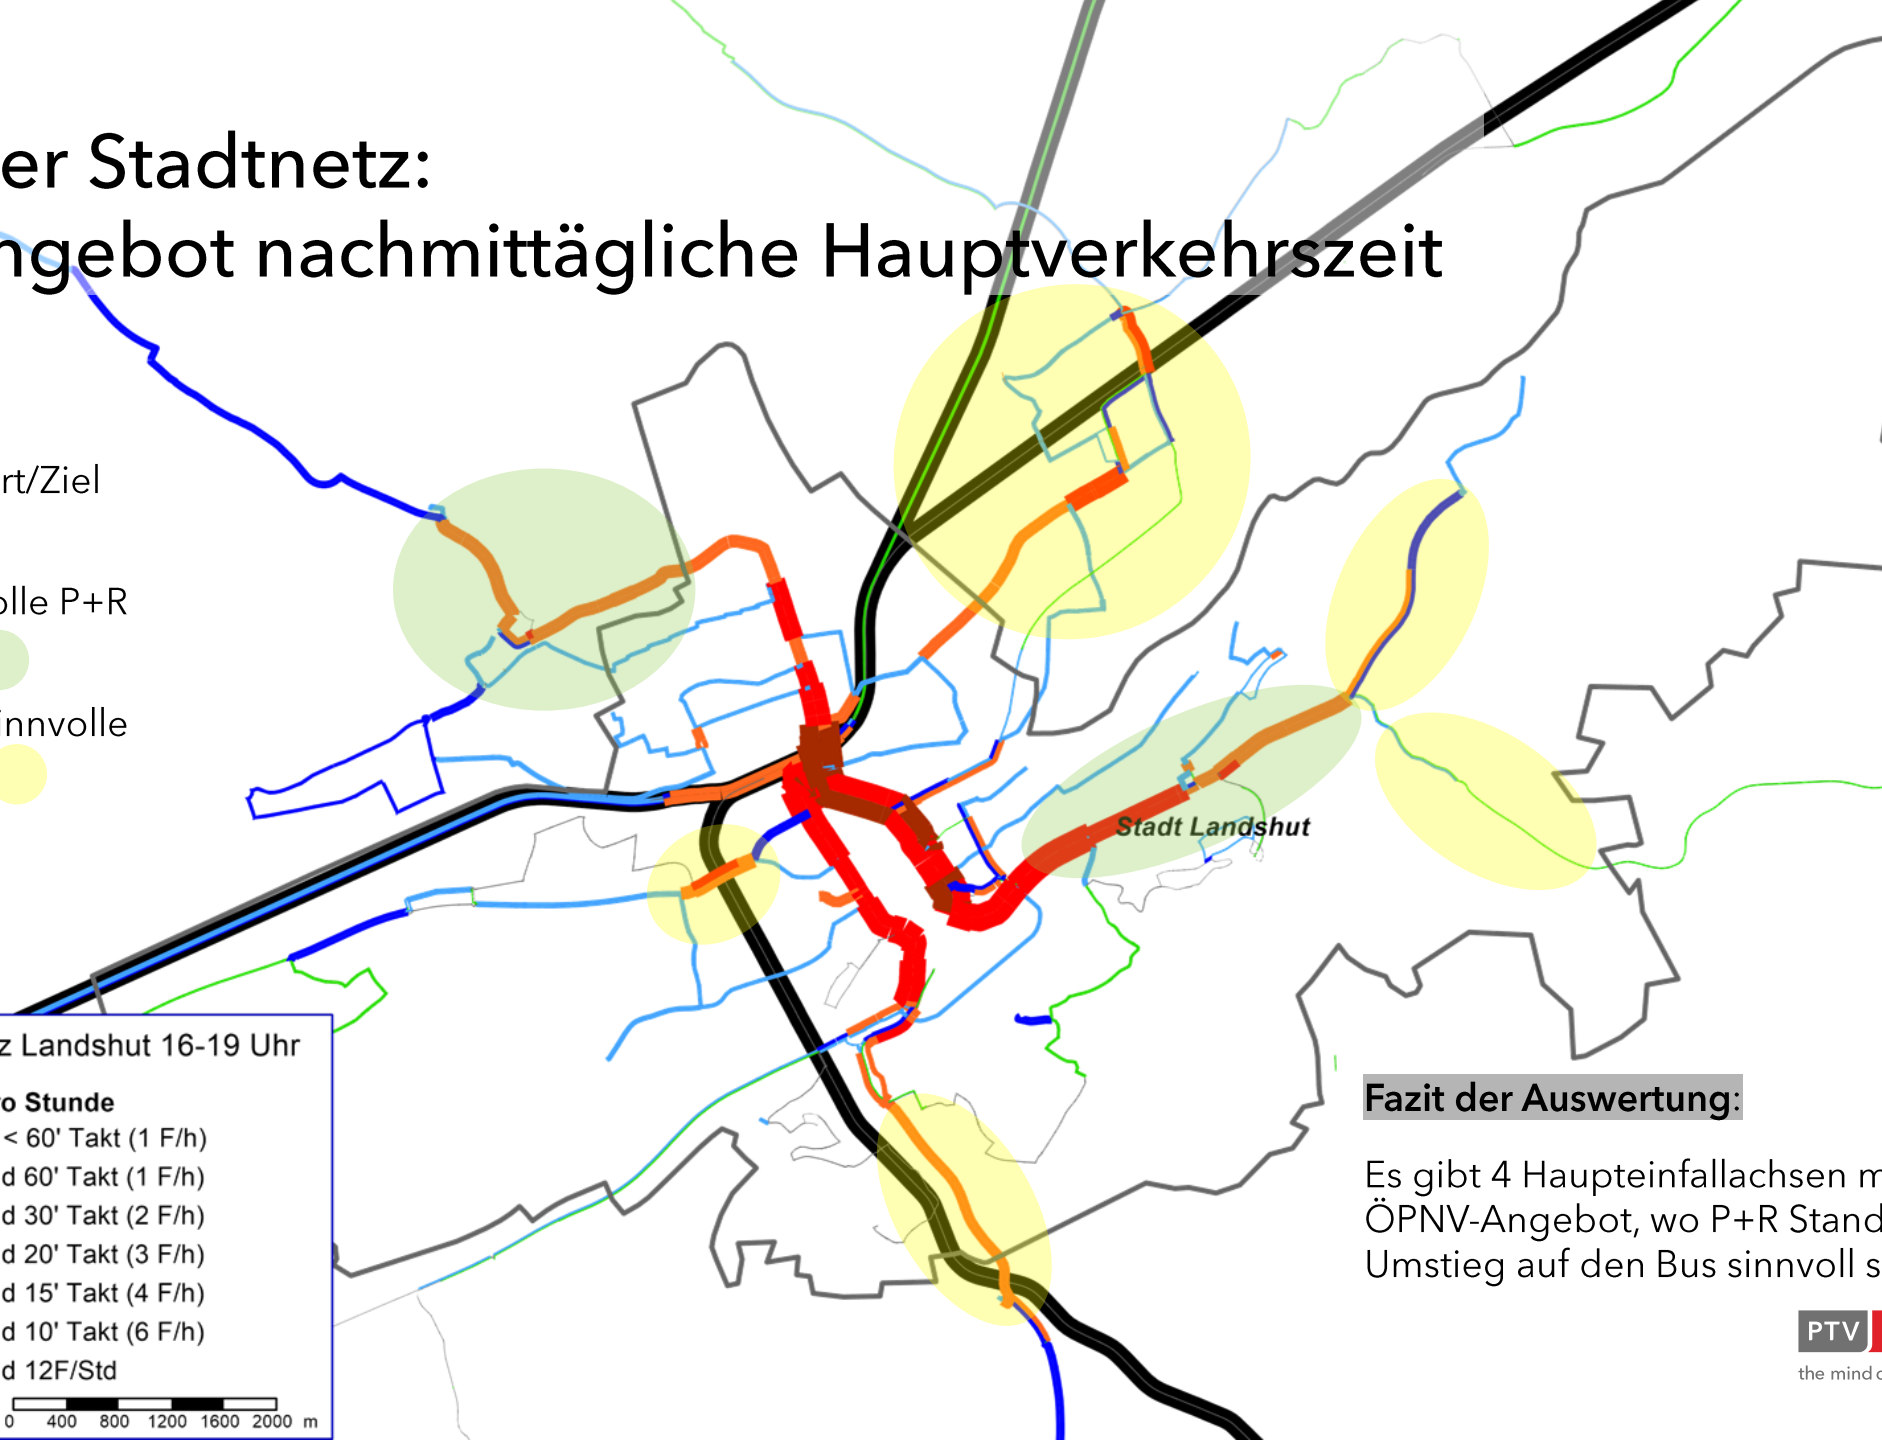 er Stadtnetz:
ngebot nachmittägliche Hauptverkehrszeit
rt/Ziel
olle P+R
innvolle
Stadt Landshut
z Landshut 16-19 Uhr
ro Stunde
< 60' Takt (1 F/h)
d 60' Takt (1 F/h)
d 30' Takt (2 F/h)
d 20' Takt (3 F/h)
d 15' Takt (4 F/h)
d 10' Takt (6 F/h)
d 12F/Std
0 400 800 1200 1600 2000 m
Fazit der Auswertung:
Es gibt 4 Haupteinfallachsen m
ÖPNV-Angebot, wo P+R Stand
Umstieg auf den Bus sinnvoll s
PTV
the mind o